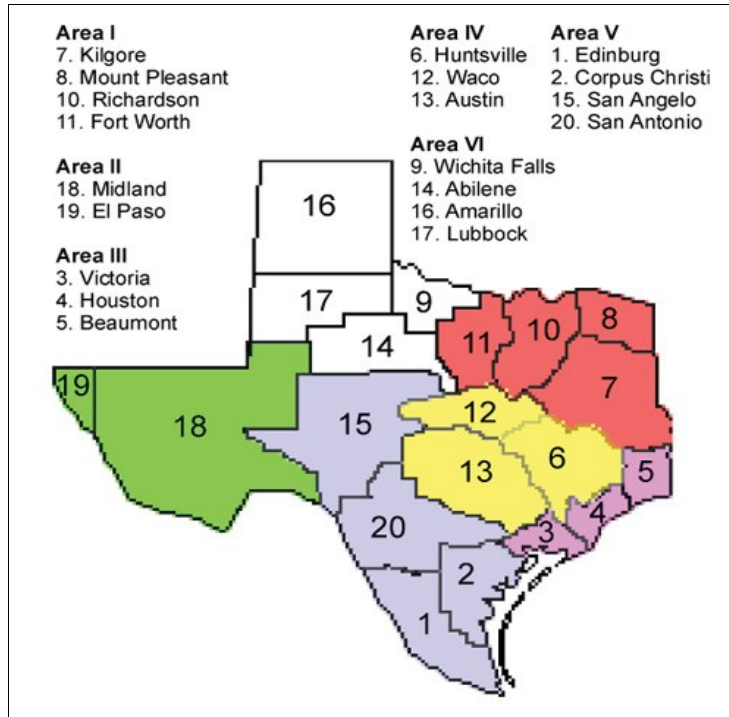 Area I
7. Kilgore
8. Mount Pleasant
10. Richardson
11. Fort Worth
Area II
18. Midland
19. El Paso
Area III
3. Victoria
4. Houston
5. Beaumont
Area IV
6. Huntsville
12. Waco
13. Austin
Area V
1. Edinburg
2. Corpus Christi
15. San Angelo
20. San Antonio
Area VI
9. Wichita Falls
14. Abilene
16. Amarillo
17. Lubbock
16
17
9
14
11
10
8
7
19
18
15
12
13
6
5
4
3
20
2
1